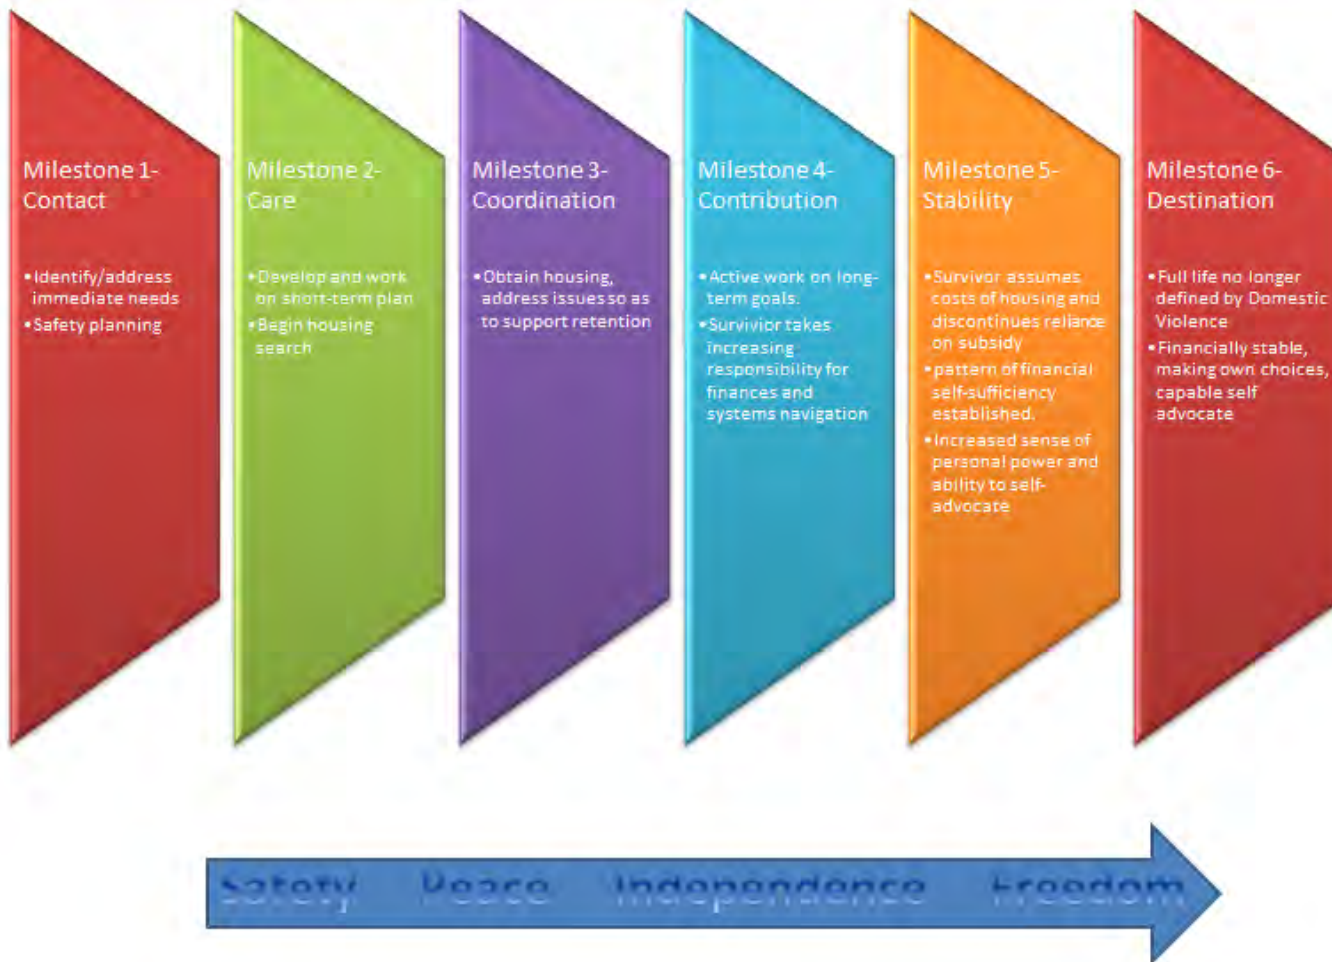 Milestone 1-
Contact
•Identify/address
immediate needs
•Safety planning
Milestone 2-
Care
•Develop and work
on short-term plan
•Begin housing
search
Milestone 3-
Coordination
•Obtain housing,
address issues so as
to support retention
Milestone 4-
Contribution
•Active work on long-
term goals.
•Survivior takes
increasing
responsibility for
finances and
systems navigation
Milestone 5-
Stability
•Survivor assumes
costs of housing and
discontinues reliance
on subsidy
•pattern of financial
self-sufficiency
established.
•Increased sense of
personal power and
ability to self-
advocate
Milestone 6-
Destination
•Full life no longer
defined by Domestic
Violence
•Financially stable,
making own choices,
capable self
advocate
Safety Peace Independence Freedom